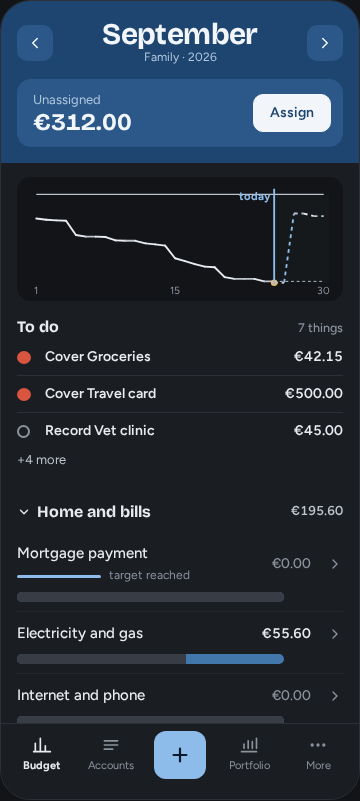 September
Family · 2026
Unassigned
€312.00
Assign
today
1 15 30
To do 7 things
Cover Groceries €42.15
Cover Travel card €500.00
Record Vet clinic €45.00
+4 more
Home and bills €195.60
Mortgage payment €0.00
target reached
Electricity and gas €55.60
Internet and phone €0.00
Budget Accounts + Portfolio More